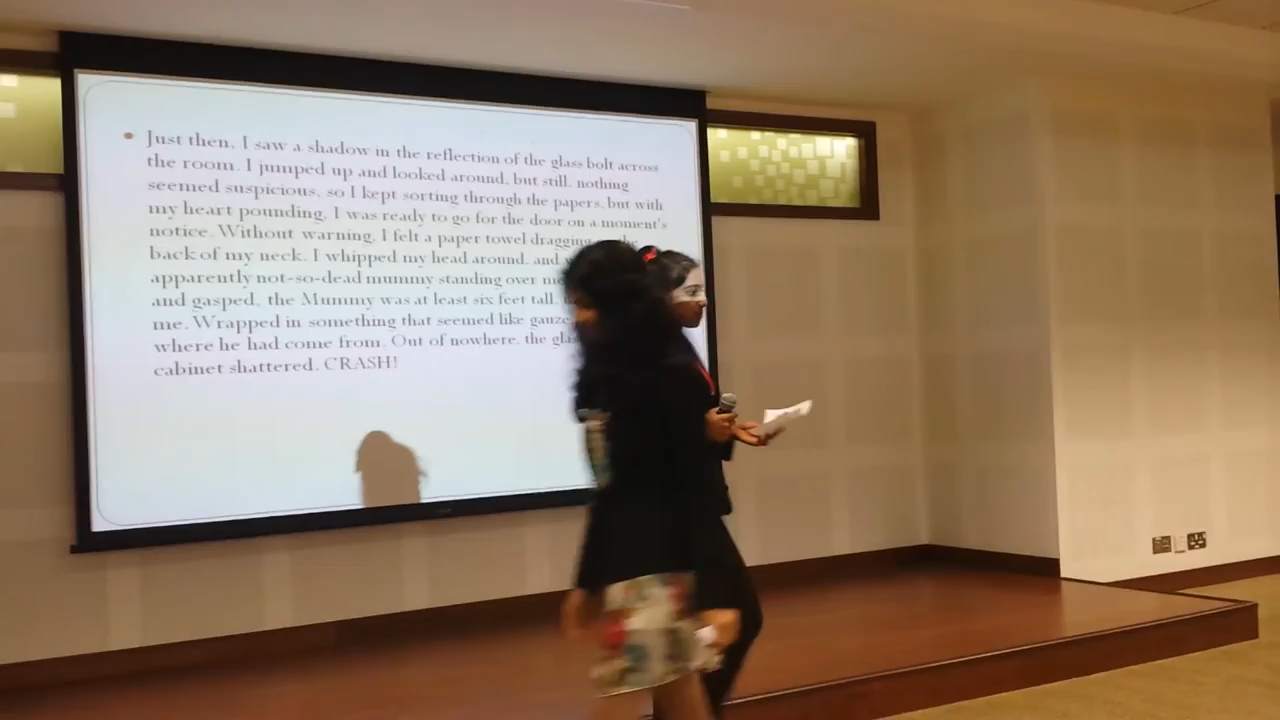 Just then, I saw a shadow in the reflection of the glass bolt across
the room. I jumped up and looked around, but still, nothing
seemed suspicious, so I kept sorting through the papers, but with
my heart pounding, I was ready to go for the door on a moment's
notice. Without warning, I felt a paper towel dragging
back of my neck. I whipped my head around, and
apparently not-so-dead mummy standing over me
and gasped, the Mummy was at least six feet tall,
me. Wrapped in something that seemed like gauze
where he had come from. Out of nowhere, the
cabinet shattered. CRASH!